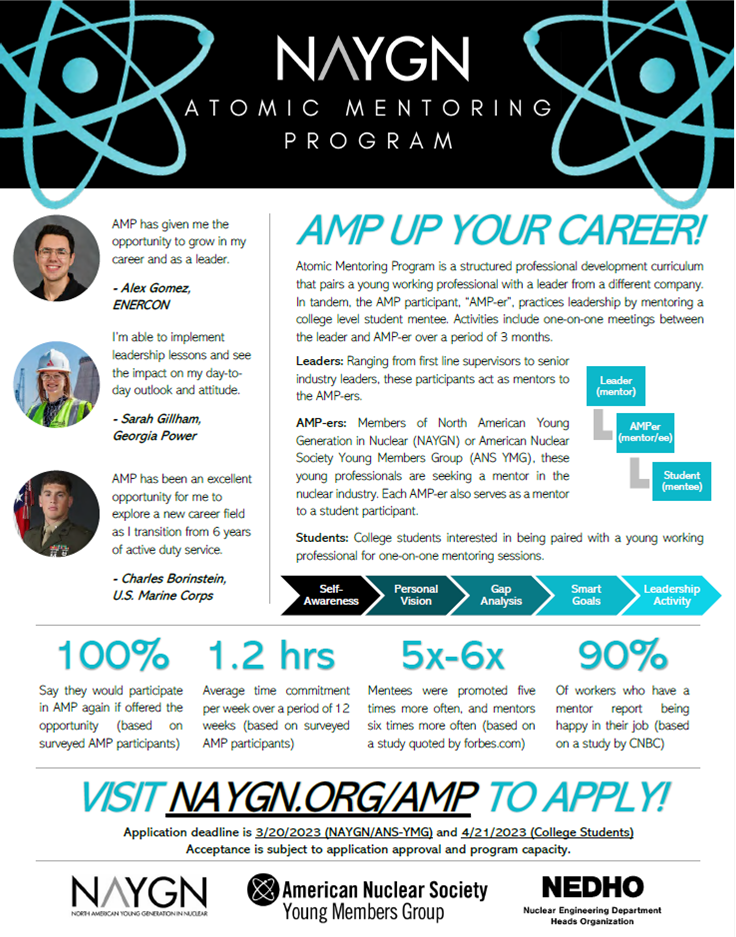 NAYGN
ATOMIC MENTORING
PROGRAM
AMP has given me the
opportunity to grow in my
career and as a leader.
- Alex Gomez,
ENERCON
I'm able to implement
leadership lessons and see
the impact on my day-to-
day outlook and attitude.
- Sarah Gillham,
Georgia Power
AMP has been an excellent
opportunity for me to
explore a new career field
as I transition from 6 years
of active duty service.
- Charles Borinstein,
U.S. Marine Corps
AMP UP YOUR CAREER!
Atomic Mentoring Program is a structured professional development curriculum
that pairs a young working professional with a leader from a different company.
In tandem, the AMP participant, "AMP-er", practices leadership by mentoring a
college level student mentee. Activities include one-on-one meetings between
the leader and AMP-er over a period of 3 months.
Leaders: Ranging from first line supervisors to senior
industry leaders, these participants act as mentors to
the AMP-ers.
AMP-ers: Members of North American Young
Generation in Nuclear (NAYGN) or American Nuclear
Society Young Members Group (ANS YMG), these
young professionals are seeking a mentor in the
nuclear industry. Each AMP-er also serves as a mentor
to a student participant.
Students: College students interested in being paired with a young working
professional for one-on-one mentoring sessions.
Leader
(mentor)
AMPer
(mentor/ee)
Student
(mentee)
Self-
Awareness
Personal
Vision
Gap
Analysis
Smart
Goals
Leadership
Activity
100%
Say they would participate
in AMP again if offered the
opportunity (based on
surveyed AMP participants)
1.2 hrs
Average time commitment
per week over a period of 12
weeks (based on surveyed
AMP participants)
5x-6x
Mentees were promoted five
times more often, and mentors
six times more often (based on
a study quoted by forbes.com)
90%
Of workers who have a
mentor report being
happy in their job (based
on a study by CNBC)
VISIT NAYGN.ORG/AMP TO APPLY!
Application deadline is 3/20/2023 (NAYGN/ANS-YMG) and 4/21/2023 (College Students)
Acceptance is subject to application approval and program capacity.
NAYGN
NORTH AMERICAN YOUNG GENERATION IN NUCLEAR
American Nuclear Society
Young Members Group
NEDHO
Nuclear Engineering Department
Heads Organization